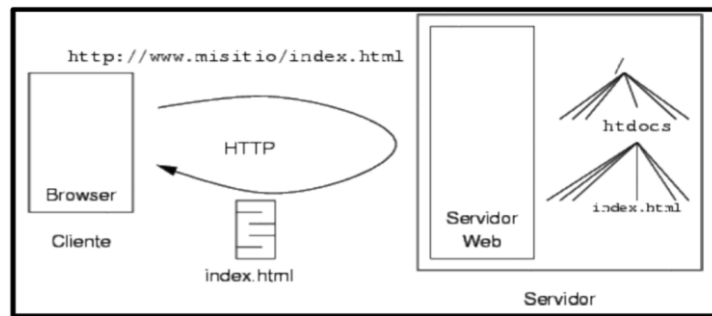 http://www.misitio/index.html
/
htdocs
HTTP
Browser
Servidor
Web
index.html
Cliente
index.html
Servidor